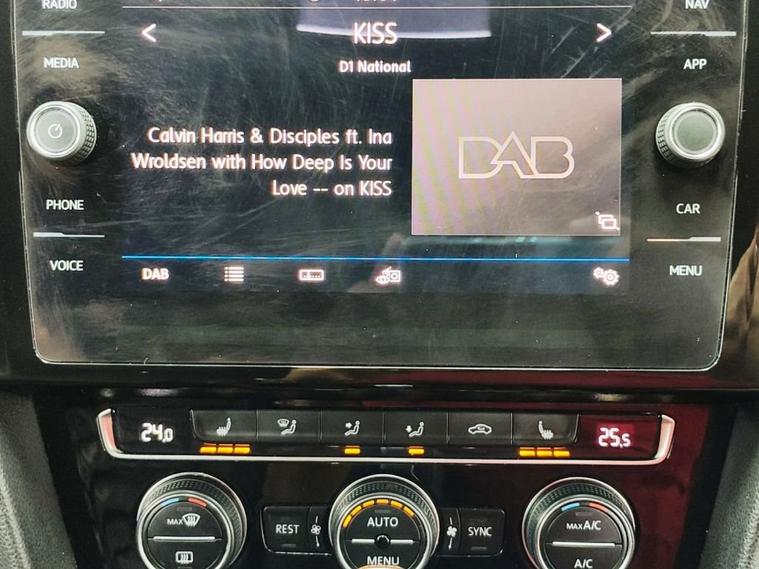 RADIO
NAV
KISS
MEDIA
D1 National
APP
Calvin Harris & Disciples ft. Ina
Wroldsen with How Deep Is Your
Love -- on KISS
DAB
PHONE
CAR
VOICE
DAB
MENU
24.0
25.5
MAX
REST
AUTO
SYNC
MAX A/C
MENU
A/C